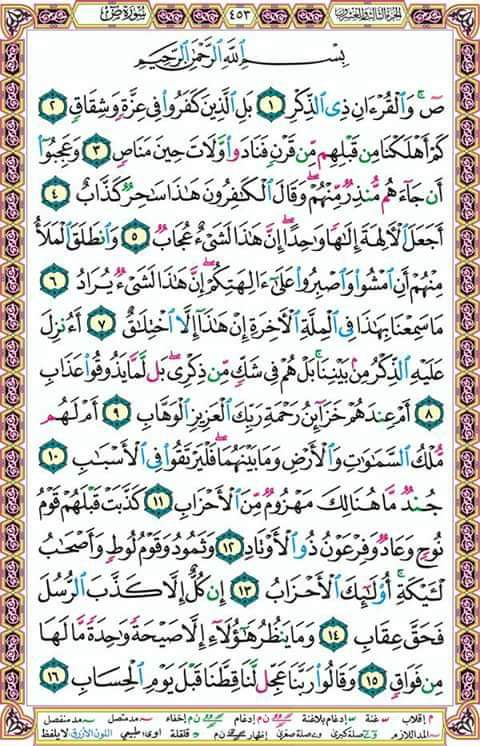 الجزء الثالث والعشرون
٤٥٣
سورة ص
بِسْمِ اللَّهِ الرَّحْمَٰنِ الرَّحِيمِ
صٓ ۚ وَالْقُرْءَانِ ذِى الذِّكْرِ ١ بَلِ الَّذِينَ كَفَرُوا فِى عِزَّةٍ وَشِقَاقٍ ٢
كَمْ أَهْلَكْنَا مِن قَبْلِهِم مِّن قَرْنٍ فَنَادَوا وَّلَاتَ حِينَ مَنَاصٍ ٣ وَعَجِبُوٓا
أَن جَآءَهُم مُّنذِرٌ مِّنْهُمْ ۖ وَقَالَ الْكَٰفِرُونَ هَٰذَا سَٰحِرٌ كَذَّابٌ ٤
أَجَعَلَ الْءَالِهَةَ إِلَٰهًا وَٰحِدًا ۖ إِنَّ هَٰذَا لَشَىْءٌ عُجَابٌ ٥ وَانطَلَقَ الْمَلَأُ
مِنْهُمْ أَنِ امْشُوا وَاصْبِرُوا عَلَىٰٓ ءَالِهَتِكُمْ ۖ إِنَّ هَٰذَا لَشَىْءٌ يُرَادُ ٦
مَا سَمِعْنَا بِهَٰذَا فِى الْمِلَّةِ الْءَاخِرَةِ إِنْ هَٰذَآ إِلَّا اخْتِلَٰقٌ ٧ أَءُنزِلَ
عَلَيْهِ الذِّكْرُ مِنۢ بَيْنِنَا ۚ بَلْ هُمْ فِى شَكٍّ مِّن ذِكْرِى ۖ بَل لَّمَّا يَذُوقُوا عَذَابِ
٨ أَمْ عِندَهُمْ خَزَآئِنُ رَحْمَةِ رَبِّكَ الْعَزِيزِ الْوَهَّابِ ٩ أَمْ لَهُم
مُّلْكُ السَّمَٰوَٰتِ وَالْأَرْضِ وَمَا بَيْنَهُمَا ۖ فَلْيَرْتَقُوا فِى الْأَسْبَٰبِ ١٠
جُندٌ مَّا هُنَالِكَ مَهْزُومٌ مِّنَ الْأَحْزَابِ ١١ كَذَّبَتْ قَبْلَهُمْ قَوْمُ
نُوحٍ وَعَادٌ وَفِرْعَوْنُ ذُو الْأَوْتَادِ ١٢ وَثَمُودُ وَقَوْمُ لُوطٍ وَأَصْحَٰبُ
لْـَٔيْكَةِ ۚ أُولَٰٓئِكَ الْأَحْزَابُ ١٣ إِن كُلٌّ إِلَّا كَذَّبَ الرُّسُلَ
فَحَقَّ عِقَابِ ١٤ وَمَا يَنظُرُ هَٰٓؤُلَآءِ إِلَّا صَيْحَةً وَٰحِدَةً مَّا لَهَا
مِن فَوَاقٍ ١٥ وَقَالُوا رَبَّنَا عَجِّل لَّنَا قِطَّنَا قَبْلَ يَوْمِ الْحِسَابِ ١٦
م إقلاب غنة إدغام بلاغنة ن م إدغام ن م إخفاء مد متصل مد منفصل
المد اللازم صلة كبرى صلة صغرى إظهار ن م قلقلة اوى: طبيعي اللون الأزرق: لا يلفظ